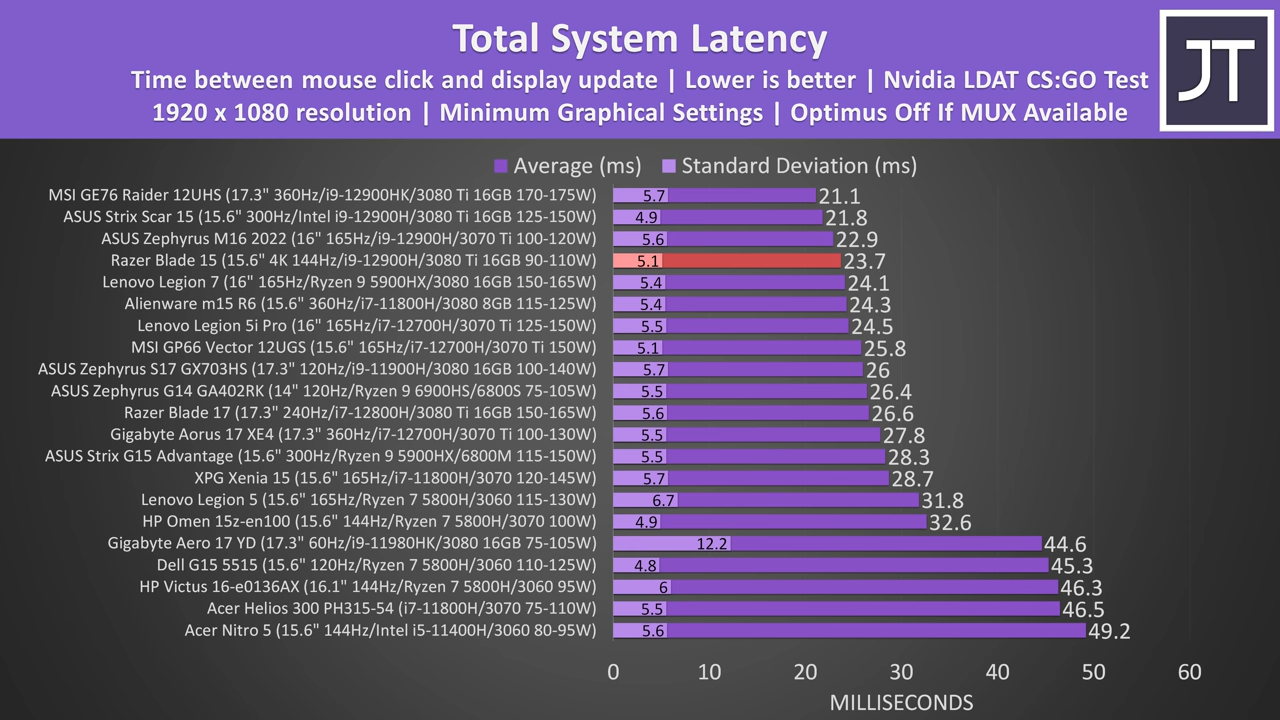 Total System Latency
Time between mouse click and display update | Lower is better | Nvidia LDAT CS:GO Test
1920 x 1080 resolution | Minimum Graphical Settings | Optimus Off If MUX Available
JT
Average (ms) Standard Deviation (ms)
MSI GE76 Raider 12UHS (17.3" 360Hz/i9-12900HK/3080 Ti 16GB 170-175W) 5.7 21.1
ASUS Strix Scar 15 (15.6" 300Hz/Intel i9-12900H/3080 Ti 16GB 125-150W) 4.9 21.8
ASUS Zephyrus M16 2022 (16" 165Hz/i9-12900H/3070 Ti 100-120W) 5.6 22.9
Razer Blade 15 (15.6" 4K 144Hz/i9-12900H/3080 Ti 16GB 90-110W) 5.1 23.7
Lenovo Legion 7 (16" 165Hz/Ryzen 9 5900HX/3080 16GB 150-165W) 5.4 24.1
Alienware m15 R6 (15.6" 360Hz/i7-11800H/3080 8GB 115-125W) 5.4 24.3
Lenovo Legion 5i Pro (16" 165Hz/i7-12700H/3070 Ti 125-150W) 5.5 24.5
MSI GP66 Vector 12UGS (15.6" 165Hz/i7-12700H/3070 Ti 150W) 5.1 25.8
ASUS Zephyrus S17 GX703HS (17.3" 120Hz/i9-11900H/3080 16GB 100-140W) 5.7 26
ASUS Zephyrus G14 GA402RK (14" 120Hz/Ryzen 9 6900HS/6800S 75-105W) 5.5 26.4
Razer Blade 17 (17.3" 240Hz/i7-12800H/3080 Ti 16GB 150-165W) 5.6 26.6
Gigabyte Aorus 17 XE4 (17.3" 360Hz/i7-12700H/3070 Ti 100-130W) 5.5 27.8
ASUS Strix G15 Advantage (15.6" 300Hz/Ryzen 9 5900HX/6800M 115-150W) 5.5 28.3
XPG Xenia 15 (15.6" 165Hz/i7-11800H/3070 120-145W) 5.7 28.7
Lenovo Legion 5 (15.6" 165Hz/Ryzen 7 5800H/3060 115-130W) 6.7 31.8
HP Omen 15z-en100 (15.6" 144Hz/Ryzen 7 5800H/3070 100W) 4.9 32.6
Gigabyte Aero 17 YD (17.3" 60Hz/i9-11980HK/3080 16GB 75-105W) 12.2 44.6
Dell G15 5515 (15.6" 120Hz/Ryzen 7 5800H/3060 110-125W) 4.8 45.3
HP Victus 16-e0136AX (16.1" 144Hz/Ryzen 7 5800H/3060 95W) 6 46.3
Acer Helios 300 PH315-54 (i7-11800H/3070 75-110W) 5.5 46.5
Acer Nitro 5 (15.6" 144Hz/Intel i5-11400H/3060 80-95W) 5.6 49.2
0 10 20 30 40 50 60
MILLISECONDS